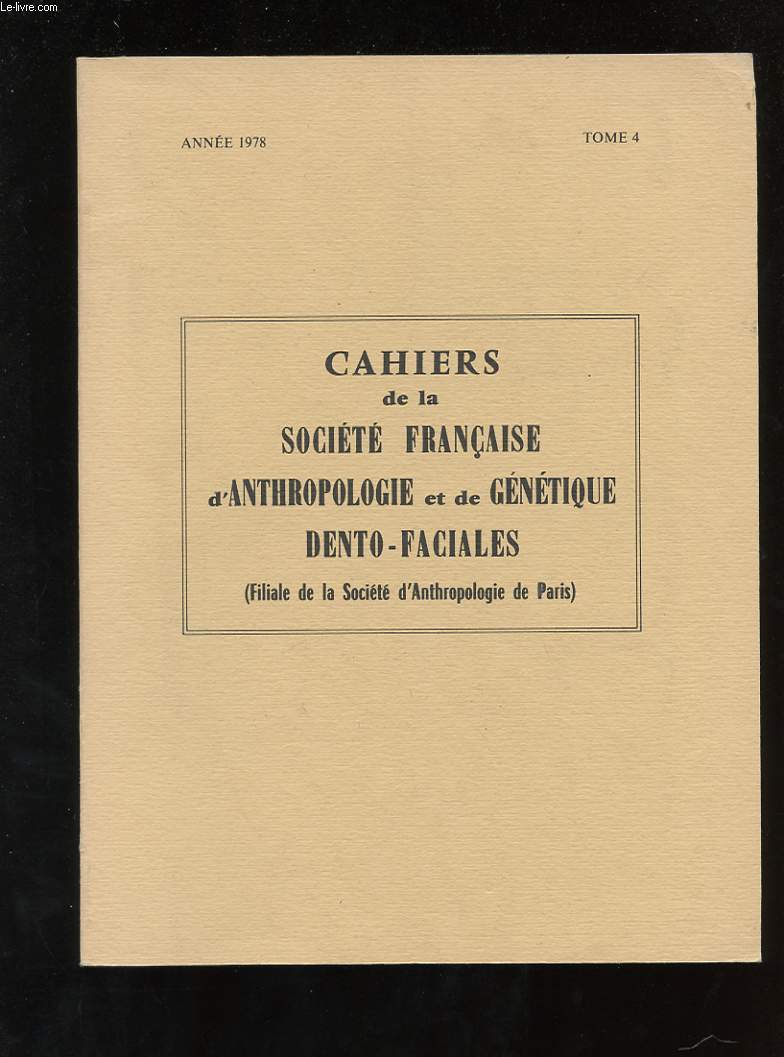 Le-livre.com
ANNÉE 1978
TOME 4
CAHIERS
de la
SOCIÉTÉ FRANÇAISE
d'ANTHROPOLOGIE et de GÉNÉTIQUE
DENTO-FACIALES
(Filiale de la Société d'Anthropologie de Paris)